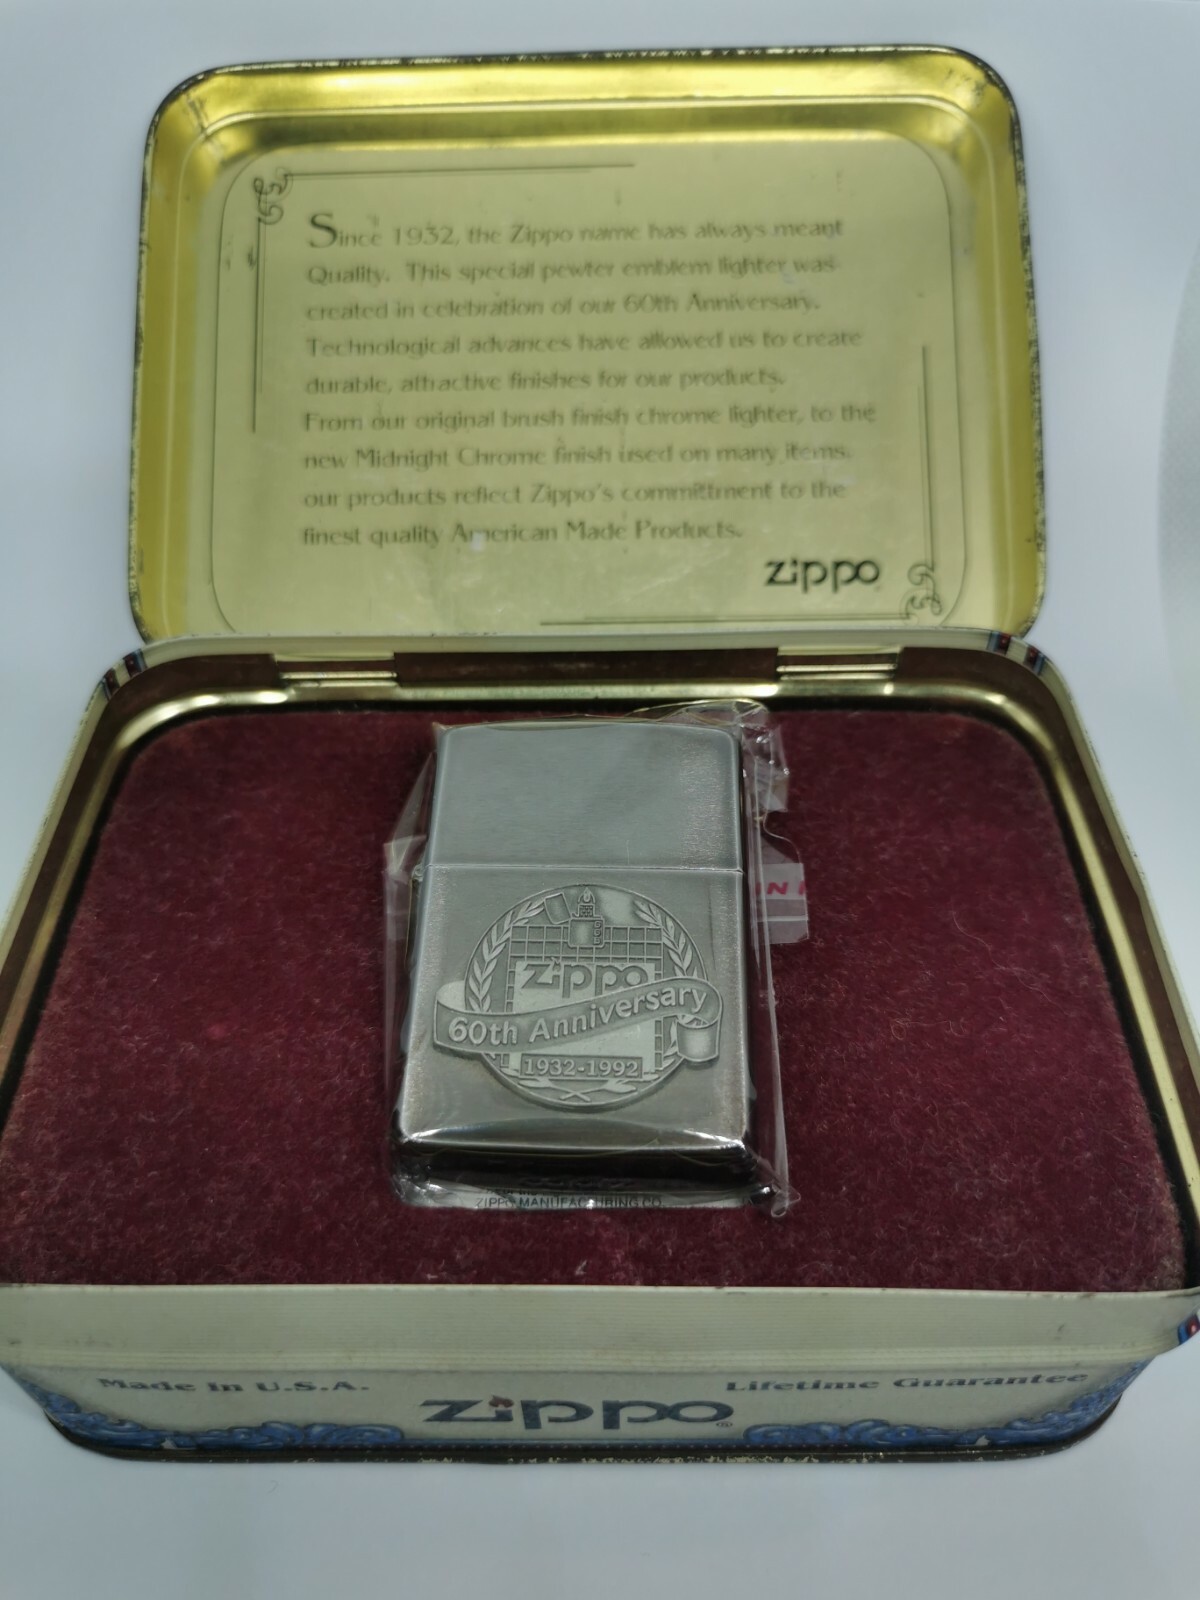 Since 1932, the Zippo name has always meant
Quality. This special pewter emblem lighter was
created in celebration of our 60th Anniversary.
Technological advances have allowed us to create
durable, attractive finishes for our products.
From our original brush finish chrome lighter, to the
new Midnight Chrome finish used on many items,
our products reflect Zippo's committment to the
finest quality American Made Products.
zippo
zippo
60th Anniversary
1932-1992
ZIPPO MANUFACTURING CO.
Made In U.S.A.
zippo®
Lifetime Guarantee